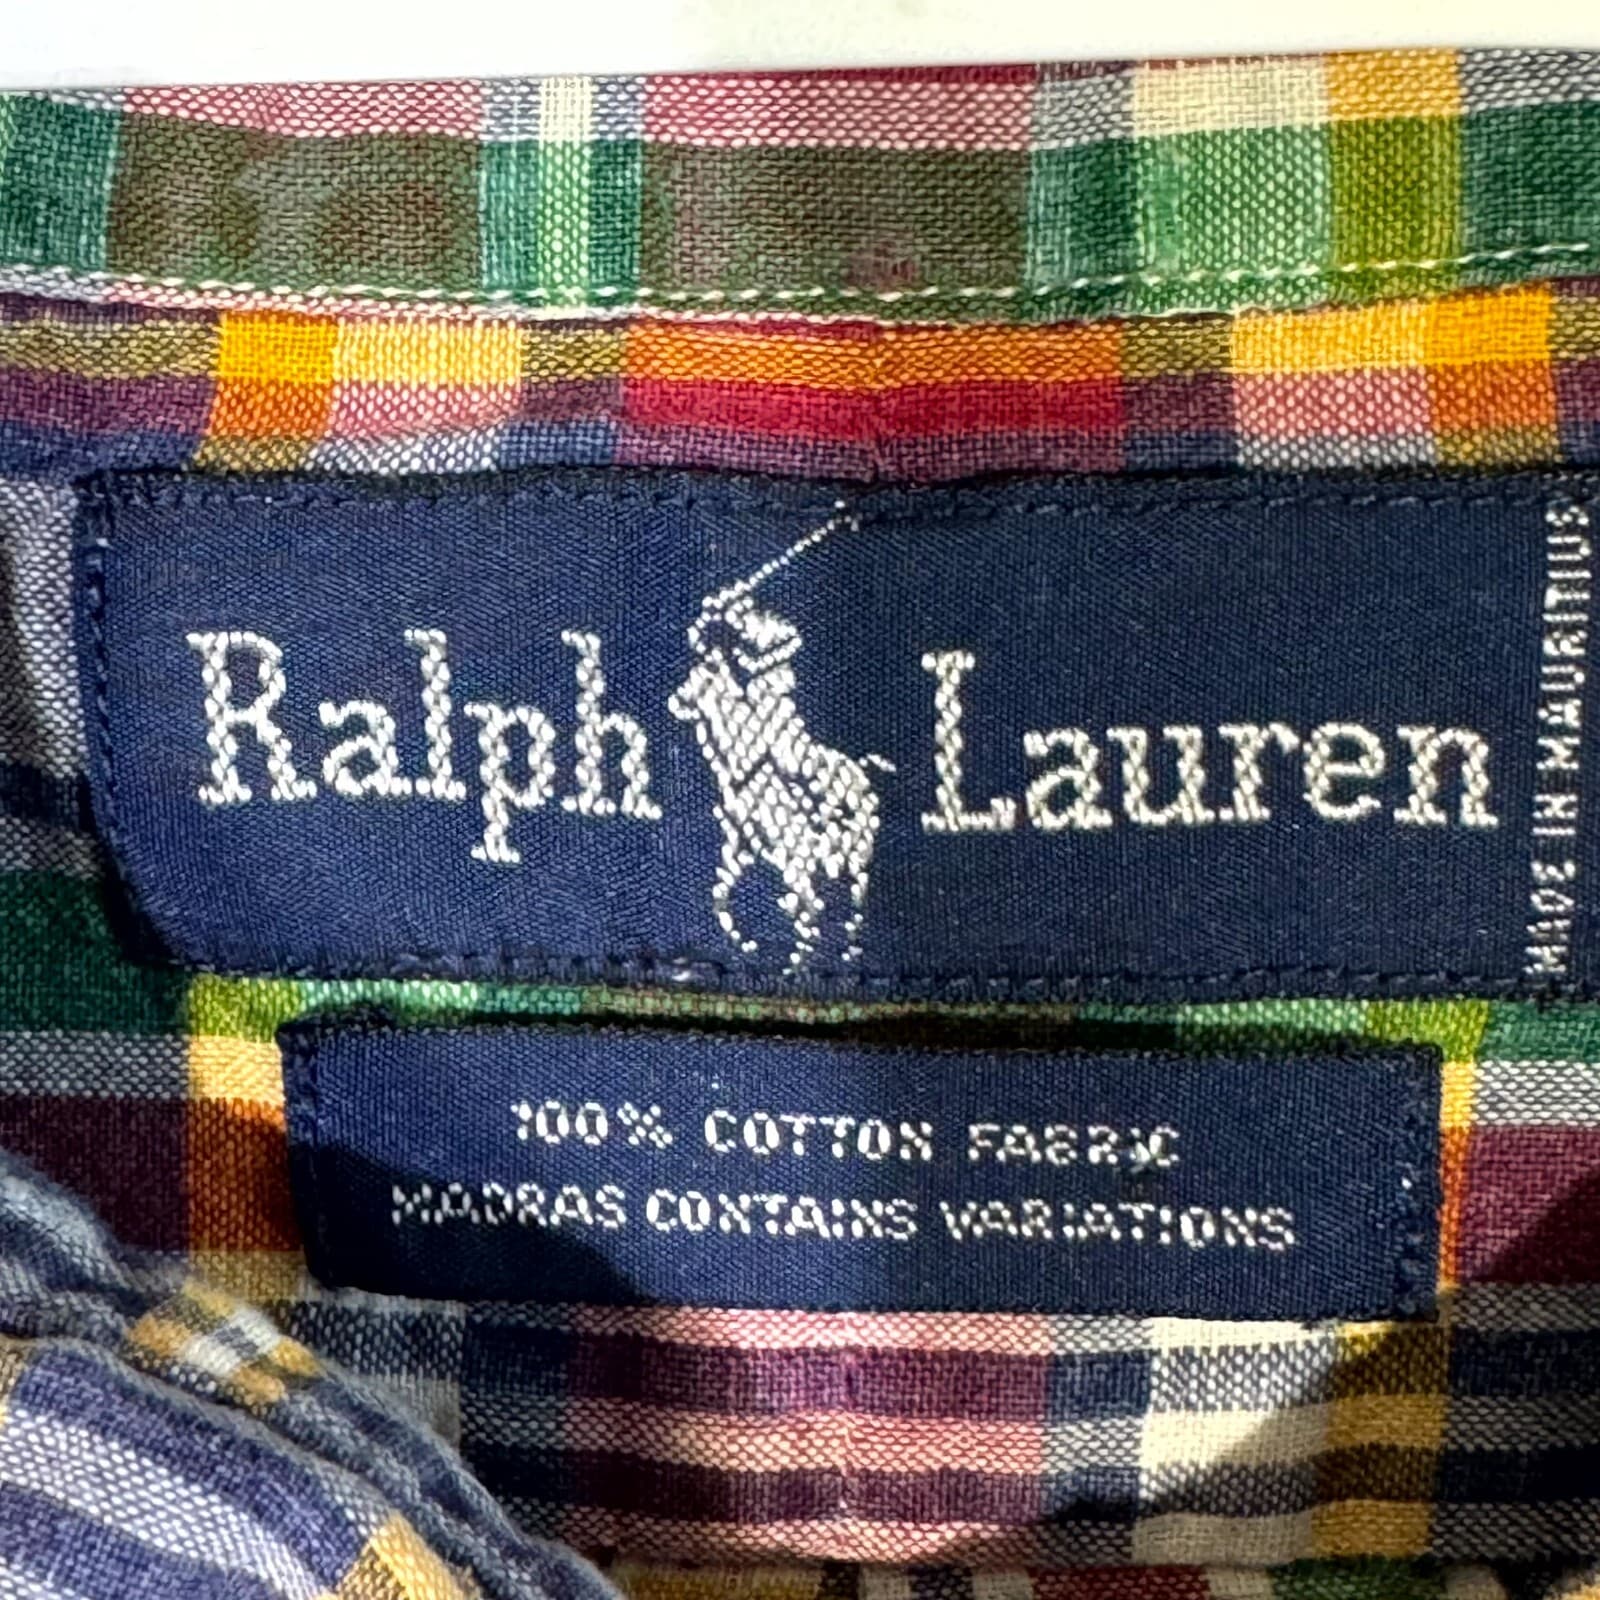 Ralph Lauren
MADE IN MAURITIUS
100% COTTON FABRIC
MADRAS CONTAINS VARIATIONS